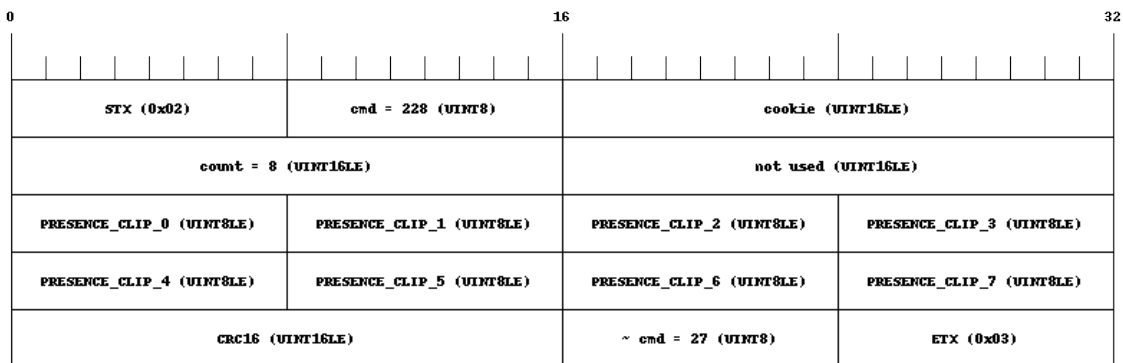 0 16 32
STX (0x02) cmd = 228 (UINT8) cookie (UINT16LE)
count = 8 (UINT16LE) not used (UINT16LE)
PRESENCE_CLIP_0 (UINT8LE) PRESENCE_CLIP_1 (UINT8LE) PRESENCE_CLIP_2 (UINT8LE) PRESENCE_CLIP_3 (UINT8LE)
PRESENCE_CLIP_4 (UINT8LE) PRESENCE_CLIP_5 (UINT8LE) PRESENCE_CLIP_6 (UINT8LE) PRESENCE_CLIP_7 (UINT8LE)
CRC16 (UINT16LE) ~ cmd = 27 (UINT8) ETX (0x03)